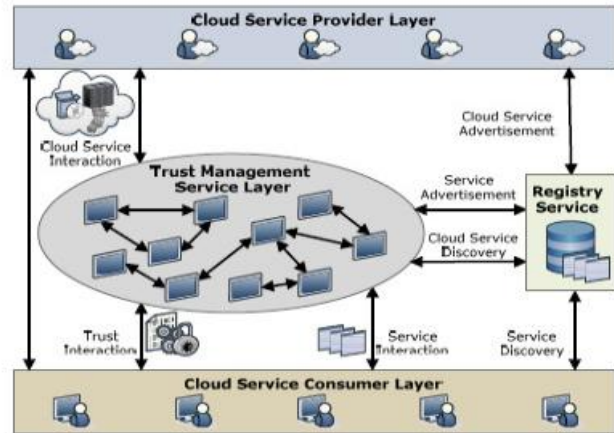 Cloud Service Provider Layer
Cloud Service
Interaction
Cloud Service
Advertisement
Trust Management
Service Layer
Service
Advertisement
Registry
Service
Cloud Service
Discovery
Trust
Interaction
Service
Interaction
Service
Discovery
Cloud Service Consumer Layer